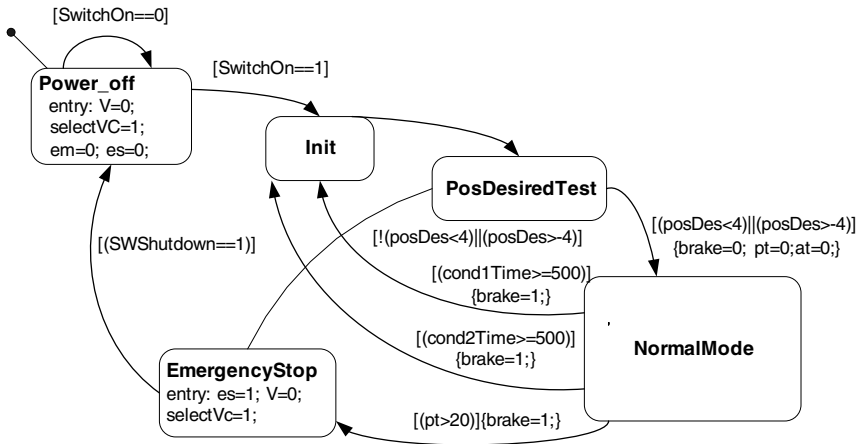 [SwitchOn==0]
[SwitchOn==1]
Power_off
entry: V=0;
selectVC=1;
em=0; es=0;
Init
PosDesiredTest
[(posDes<4)||(posDes>-4)]
{brake=0; pt=0;at=0;}
[!(posDes<4)||(posDes>-4)]
[(SWShutdown==1)]
[(cond1Time>=500)]
{brake=1;}
[(cond2Time>=500)]
{brake=1;}
NormalMode
EmergencyStop
entry: es=1; V=0;
selectVc=1;
[(pt>20)]{brake=1;}